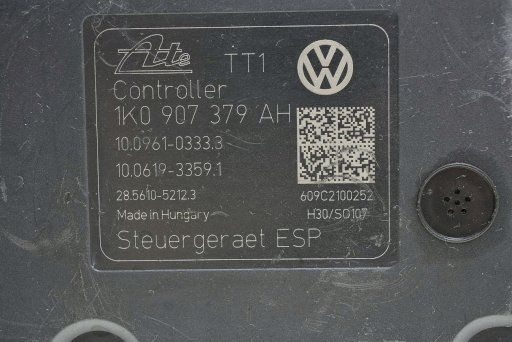 Ate TT1
Controller
1K0 907 379 AH
10.0961-0333.3
10.0619-3359.1
28.5610-5212.3 609C2100252
Made in Hungary H30/SO107
Steuergeraet ESP